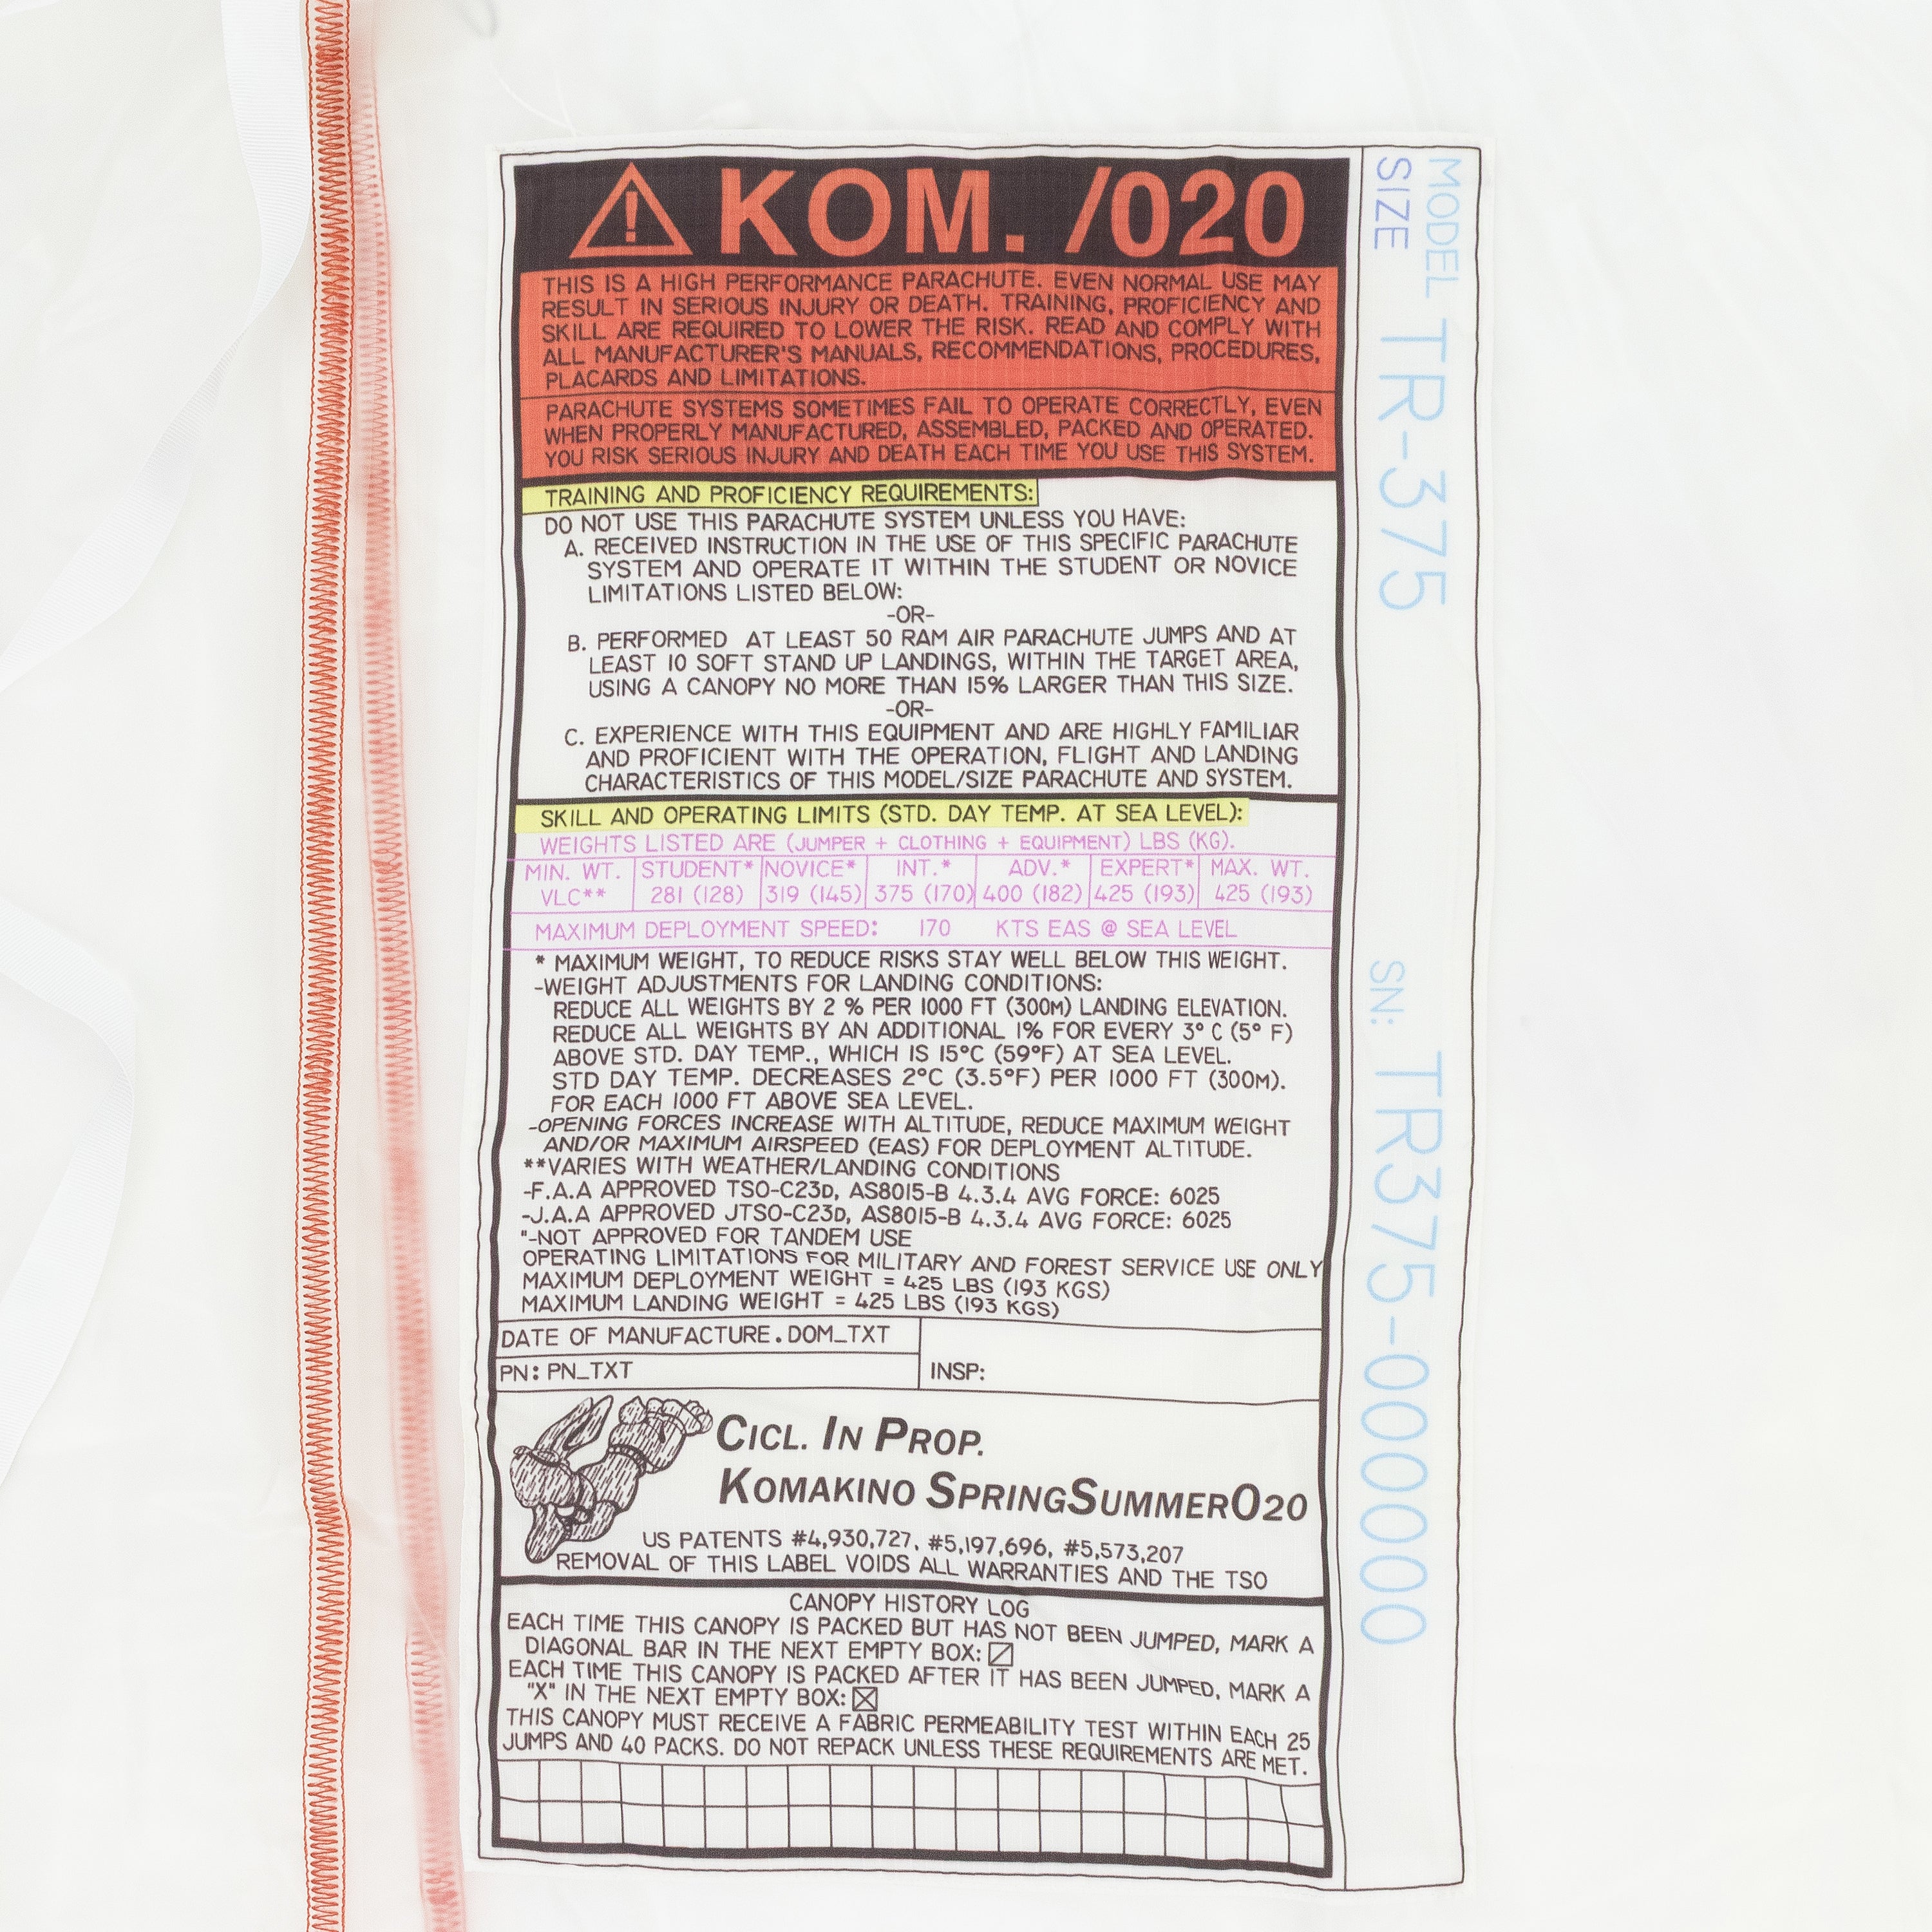 KOM. /020
THIS IS A HIGH PERFORMANCE PARACHUTE. EVEN NORMAL USE MAY
RESULT IN SERIOUS INJURY OR DEATH. TRAINING, PROFICIENCY AND
SKILL ARE REQUIRED TO LOWER THE RISK. READ AND COMPLY WITH
ALL MANUFACTURER'S MANUALS, RECOMMENDATIONS, PROCEDURES,
PLACARDS AND LIMITATIONS.
PARACHUTE SYSTEMS SOMETIMES FAIL TO OPERATE CORRECTLY, EVEN
WHEN PROPERLY MANUFACTURED, ASSEMBLED, PACKED AND OPERATED.
YOU RISK SERIOUS INJURY AND DEATH EACH TIME YOU USE THIS SYSTEM.
TRAINING AND PROFICIENCY REQUIREMENTS:
DO NOT USE THIS PARACHUTE SYSTEM UNLESS YOU HAVE:
A. RECEIVED INSTRUCTION IN THE USE OF THIS SPECIFIC PARACHUTE
SYSTEM AND OPERATE IT WITHIN THE STUDENT OR NOVICE
LIMITATIONS LISTED BELOW:
-OR-
B. PERFORMED AT LEAST 50 RAM AIR PARACHUTE JUMPS AND AT
LEAST 10 SOFT STAND UP LANDINGS, WITHIN THE TARGET AREA,
USING A CANOPY NO MORE THAN 15% LARGER THAN THIS SIZE.
-OR-
C. EXPERIENCE WITH THIS EQUIPMENT AND ARE HIGHLY FAMILIAR
AND PROFICIENT WITH THE OPERATION, FLIGHT AND LANDING
CHARACTERISTICS OF THIS MODEL/SIZE PARACHUTE AND SYSTEM.
SKILL AND OPERATING LIMITS (STD. DAY TEMP. AT SEA LEVEL):
WEIGHTS LISTED ARE (JUMPER + CLOTHING + EQUIPMENT) LBS (KG).
MIN. WT. STUDENT* NOVICE* INT.* ADV.* EXPERT* MAX. WT.
VLC** 281 (128) 319 (145) 375 (170) 400 (182) 425 (193) 425 (193)
MAXIMUM DEPLOYMENT SPEED: 170 KTS EAS @ SEA LEVEL
* MAXIMUM WEIGHT, TO REDUCE RISKS STAY WELL BELOW THIS WEIGHT.
-WEIGHT ADJUSTMENTS FOR LANDING CONDITIONS:
REDUCE ALL WEIGHTS BY 2 % PER 1000 FT (300M) LANDING ELEVATION.
REDUCE ALL WEIGHTS BY AN ADDITIONAL 1% FOR EVERY 3° C (5° F)
ABOVE STD. DAY TEMP., WHICH IS 15°C (59°F) AT SEA LEVEL.
STD DAY TEMP. DECREASES 2°C (3.5°F) PER 1000 FT (300M).
FOR EACH 1000 FT ABOVE SEA LEVEL.
-OPENING FORCES INCREASE WITH ALTITUDE, REDUCE MAXIMUM WEIGHT
AND/OR MAXIMUM AIRSPEED (EAS) FOR DEPLOYMENT ALTITUDE.
**VARIES WITH WEATHER/LANDING CONDITIONS
-F.A.A APPROVED TSO-C23D, AS8015-B 4.3.4 AVG FORCE: 6025
-J.A.A APPROVED JTSO-C23D, AS8015-B 4.3.4 AVG FORCE: 6025
"-NOT APPROVED FOR TANDEM USE
OPERATING LIMITATIONS FOR MILITARY AND FOREST SERVICE USE ONLY
MAXIMUM DEPLOYMENT WEIGHT = 425 LBS (193 KGS)
MAXIMUM LANDING WEIGHT = 425 LBS (193 KGS)
DATE OF MANUFACTURE. DOM_TXT
PN: PN_TXT
INSP:
CICL. IN PROP.
KOMAKINO SPRINGSUMMERO20
US PATENTS #4,930,727, #5,197,696, #5,573,207
REMOVAL OF THIS LABEL VOIDS ALL WARRANTIES AND THE TSO
CANOPY HISTORY LOG
EACH TIME THIS CANOPY IS PACKED BUT HAS NOT BEEN JUMPED, MARK A
DIAGONAL BAR IN THE NEXT EMPTY BOX:
EACH TIME THIS CANOPY IS PACKED AFTER IT HAS BEEN JUMPED, MARK A
"X" IN THE NEXT EMPTY BOX:
THIS CANOPY MUST RECEIVE A FABRIC PERMEABILITY TEST WITHIN EACH 25
JUMPS AND 40 PACKS. DO NOT REPACK UNLESS THESE REQUIREMENTS ARE MET.
MODEL
SIZE
TR-375
SN: TR375-000000